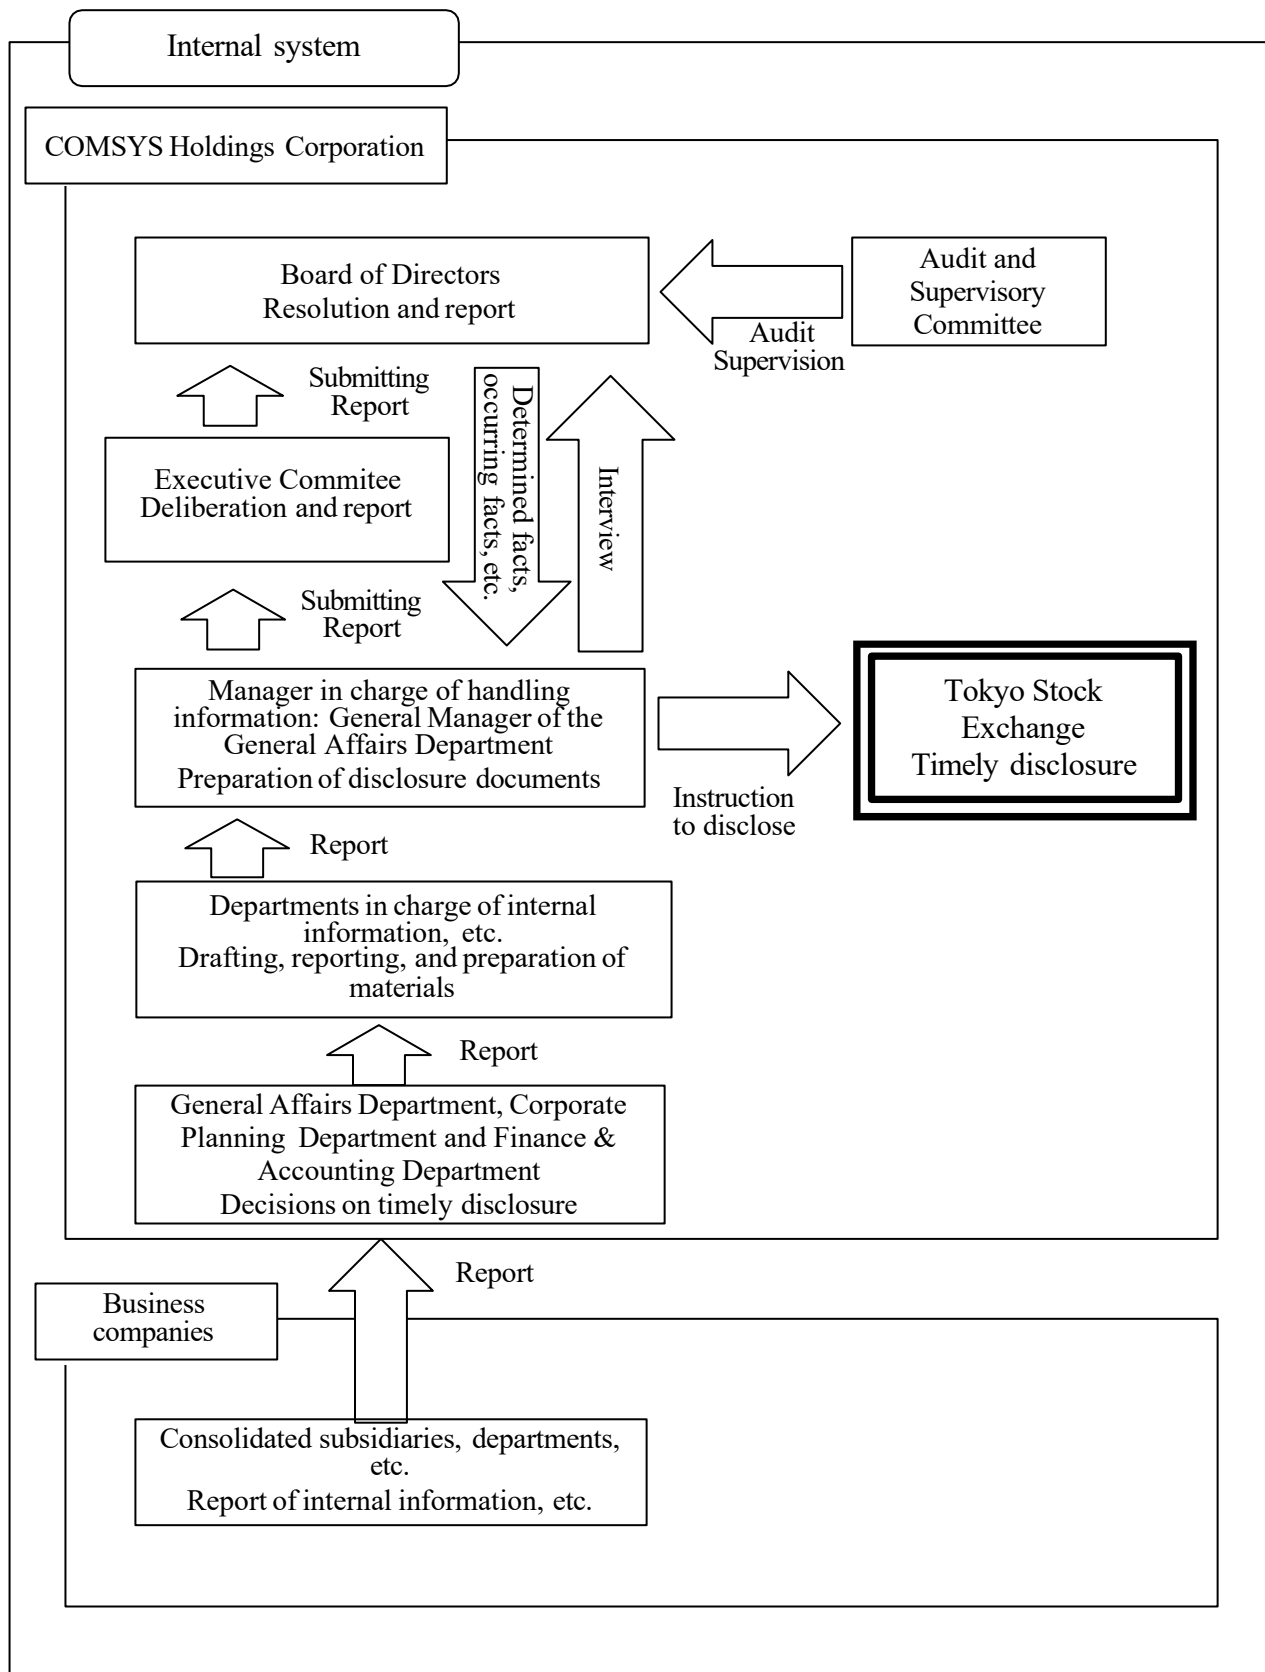 Internal system
COMSYS Holdings Corporation
Board of Directors
Resolution and report
Audit and
Supervisory
Committee
Audit
Supervision
Submitting
Report
Determined facts,
occurring facts, etc.
Interview
Executive Commitee
Deliberation and report
Submitting
Report
Manager in charge of handling
information: General Manager of the
General Affairs Department
Preparation of disclosure documents
Tokyo Stock
Exchange
Timely disclosure
Instruction
to disclose
Report
Departments in charge of internal
information, etc.
Drafting, reporting, and preparation of
materials
Report
General Affairs Department, Corporate
Planning Department and Finance &
Accounting Department
Decisions on timely disclosure
Report
Business
companies
Consolidated subsidiaries, departments,
etc.
Report of internal information, etc.